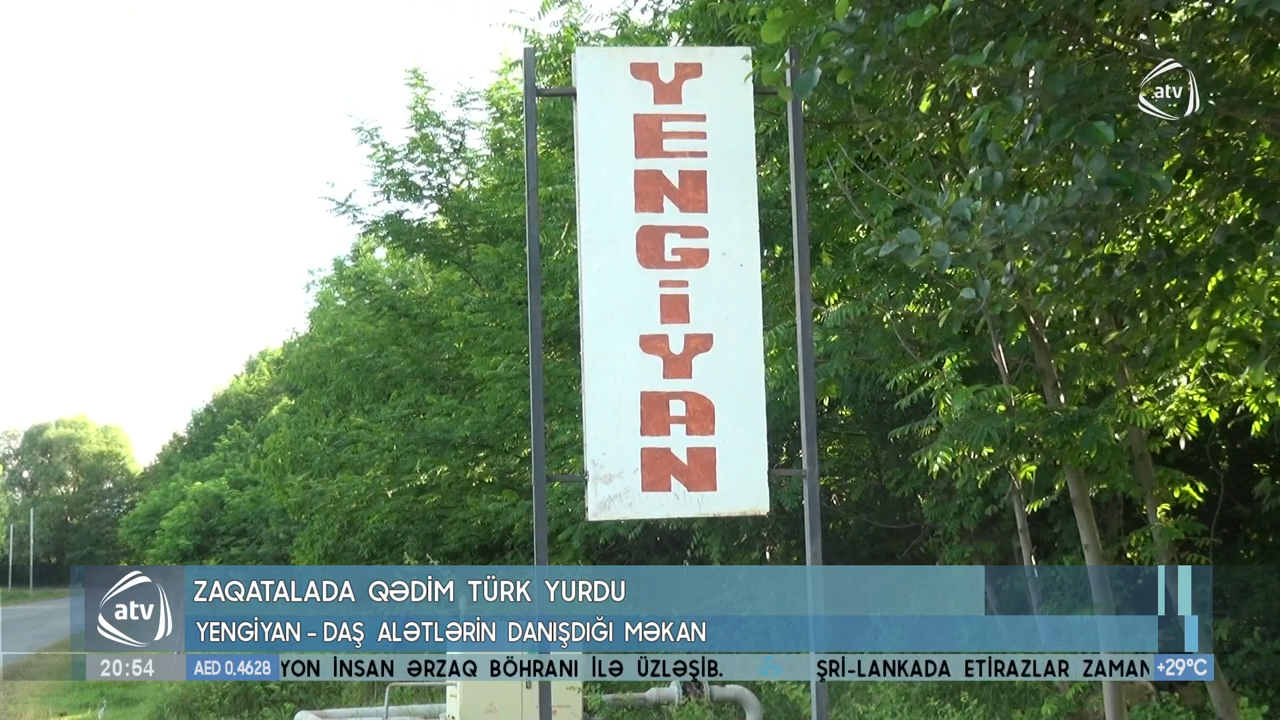 atv
YENGİYAN
atv
ZAQATALADA QƏDİM TÜRK YURDU
YENGİYAN - DAŞ ALƏTLƏRİN DANIŞDIĞI MƏKAN
20:54 AED 0.4628 YON İNSAN ƏRZAQ BÖHRANI İLƏ ÜZLƏŞİB. ŞRİ-LANKADA ETİRAZLAR ZAMAN +29°C